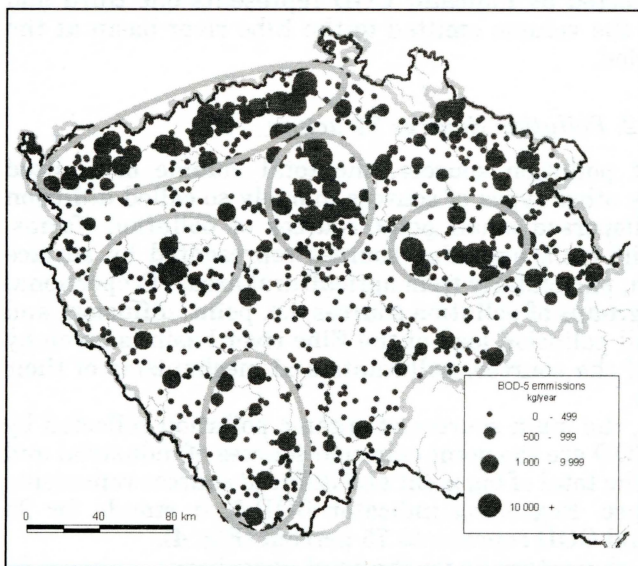 BOD-5 emmissions
kg/year
0 - 499
500 - 999
1 000 - 9 999
10 000 +
0 40 80 km